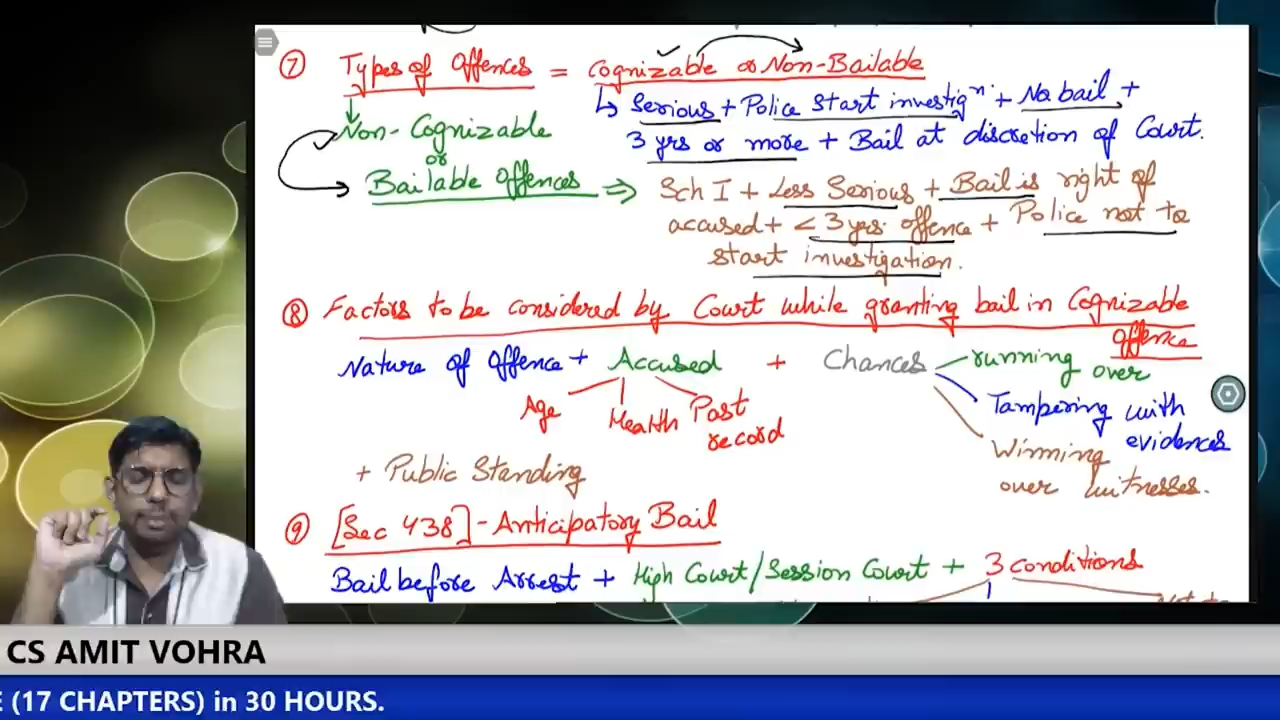 ⑦ Types of Offences = Cognizable or Non-Bailable
↳ Serious + Police Start investigⁿ. + No bail +
3 yrs or more + Bail at discretion of Court.
Non-Cognizable
or
Bailable Offences ⇒ Sch I + Less Serious + Bail is right of
accused + < 3 yrs. offence + Police not to
start investigation.
⑧ Factors to be considered by Court while granting bail in Cognizable
offence
Nature of offence + Accused + Chances
running over
Age Health Past
record
Tampering with
evidences
Winning
over witnesses.
+ Public Standing
⑨ [Sec 438] - Anticipatory Bail
Bail before Arrest + High Court/Session Court + 3 conditions
CS AMIT VOHRA
E (17 CHAPTERS) in 30 HOURS.